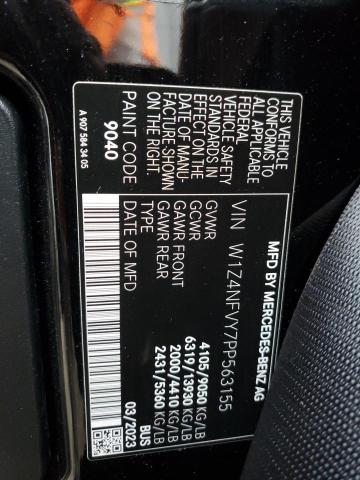 MFD BY MERCEDES-BENZ AG
VIN W1Z4NFVY7PP563155
GVWR 4105/9050 KG/LB
GCWR 6319/13930 KG/LB
GAWR FRONT 2000/4410 KG/LB
GAWR REAR 2431/5360 KG/LB
TYPE BUS
DATE OF MFD 03/2023
THIS VEHICLE
CONFORMS TO
ALL APPLICABLE
FEDERAL
VEHICLE SAFETY
STANDARDS IN
EFFECT ON THE
DATE OF MANU-
FACTURE SHOWN
ON THE RIGHT.
PAINT CODE
9040
A 907 584 34 05